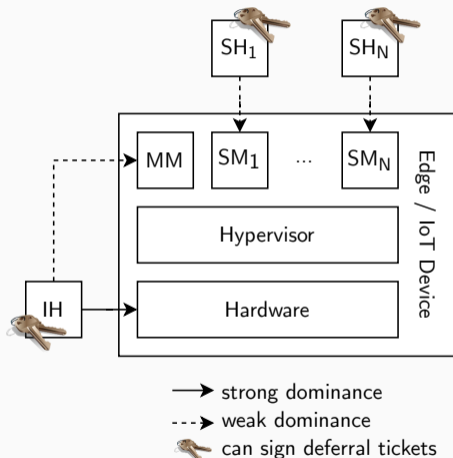 SH1 SHN
MM SM1 ... SMN
Edge / IoT Device
Hypervisor
IH Hardware
strong dominance
weak dominance
can sign deferral tickets